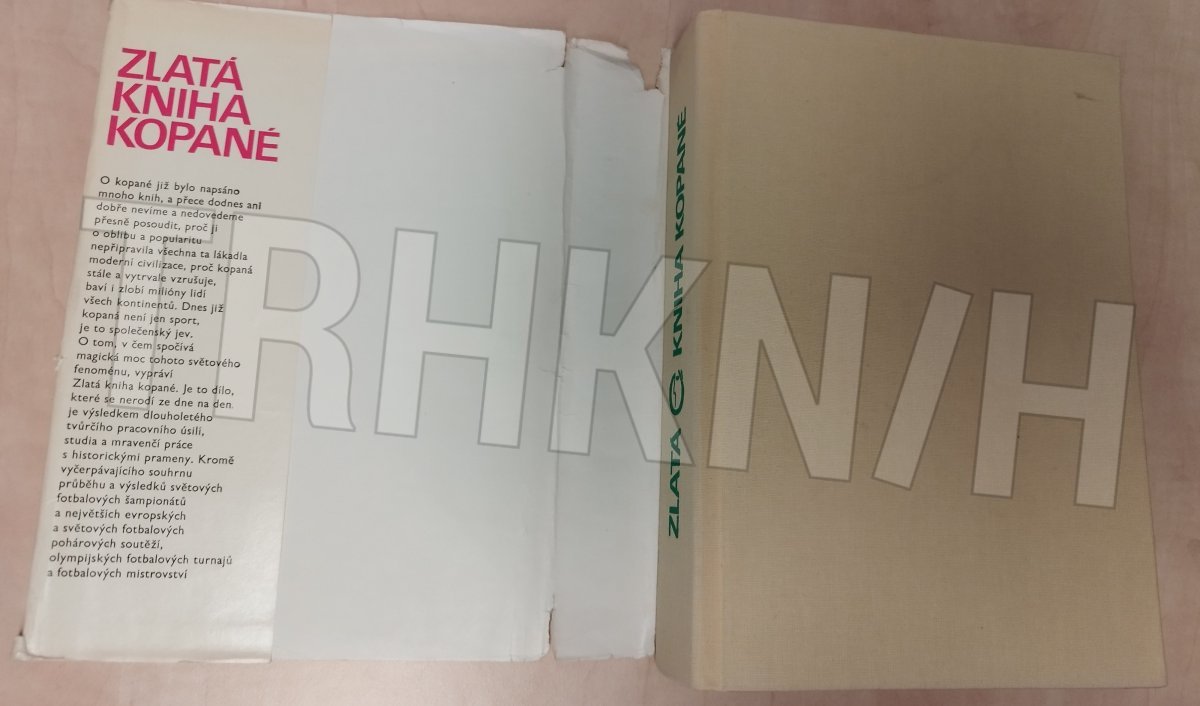 ZLATÁ
KNIHA
KOPANÉ
O kopané již bylo napsáno
mnoho knih, a přece dodnes ani
dobře nevíme a nedovedeme
přesně posoudit, proč ji
o oblibu a popularitu
nepřipravila všechna ta lákadla
moderní civilizace, proč kopaná
stále a vytrvale vzrušuje,
baví i zlobí milióny lidí
všech kontinentů. Dnes již
kopaná není jen sport,
je to společenský jev.
O tom, v čem spočívá
magická moc tohoto světového
fenoménu, vypráví
Zlatá kniha kopané. Je to dílo,
které se nerodí ze dne na den,
je výsledkem dlouholetého
tvůrčího pracovního úsilí,
studia a mravenčí práce
s historickými prameny. Kromě
vyčerpávajícího souhrnu
průběhu a výsledků světových
fotbalových šampionátů
a největších evropských
a světových fotbalových
pohárových soutěží,
olympijských fotbalových turnajů
a fotbalových mistrovství
ZLATÁ KNIHA KOPANÉ
TRHKN/H